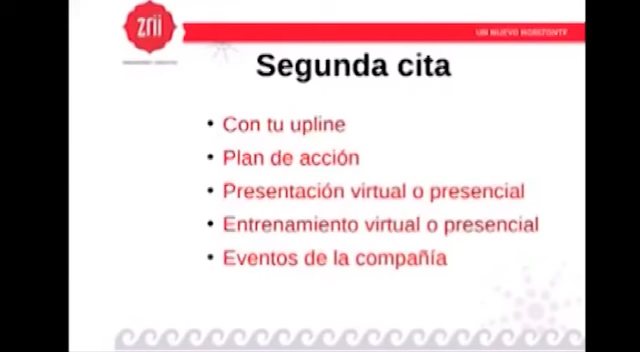 zrii
UN NUEVO HORIZONTE
Segunda cita
• Con tu upline
• Plan de acción
• Presentación virtual o presencial
• Entrenamiento virtual o presencial
• Eventos de la compañía